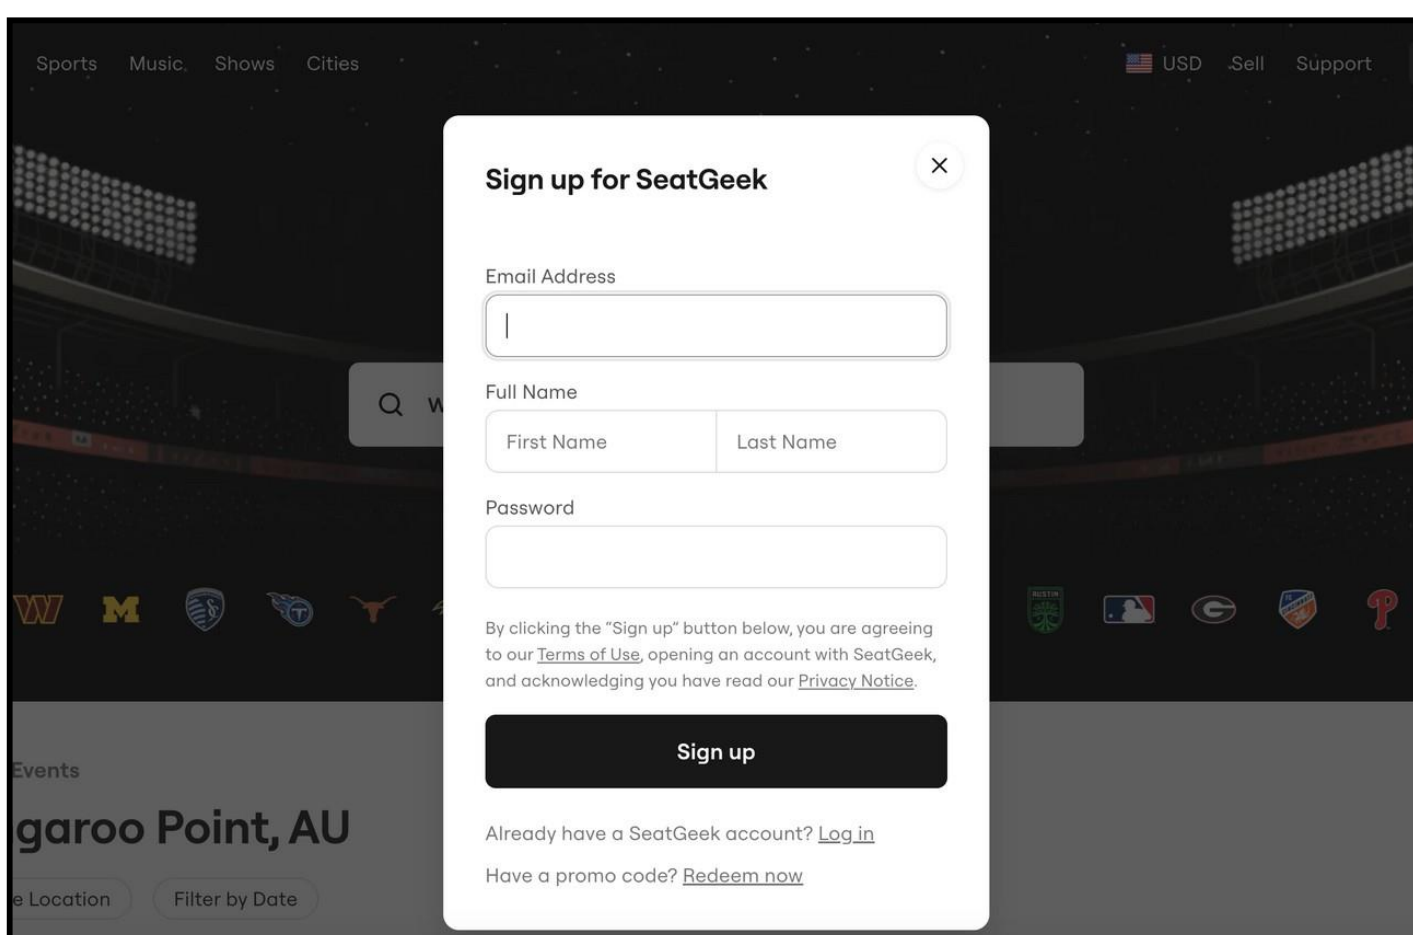 Sports Music Shows Cities
USD Sell Support
Sign up for SeatGeek
Email Address
Full Name
First Name Last Name
Password
AUSTIN
By clicking the “Sign up” button below, you are agreeing
to our Terms of Use, opening an account with SeatGeek,
and acknowledging you have read our Privacy Notice.
Sign up
Events
garoo Point, AU
e Location
Filter by Date
Already have a SeatGeek account? Log in
Have a promo code? Redeem now